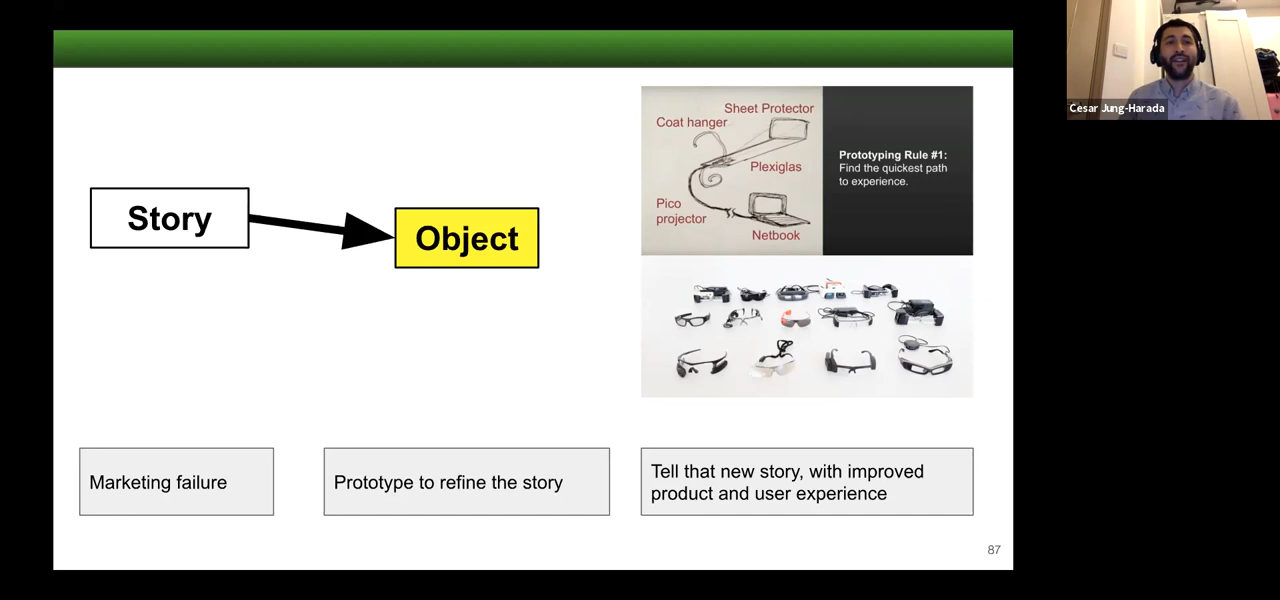 Cesar Jung-Harada
Sheet Protector
Coat hanger
Plexiglas
Pico
projector
Netbook
Prototyping Rule #1:
Find the quickest path
to experience.
Story
Object
Marketing failure
Prototype to refine the story
Tell that new story, with improved
product and user experience
87